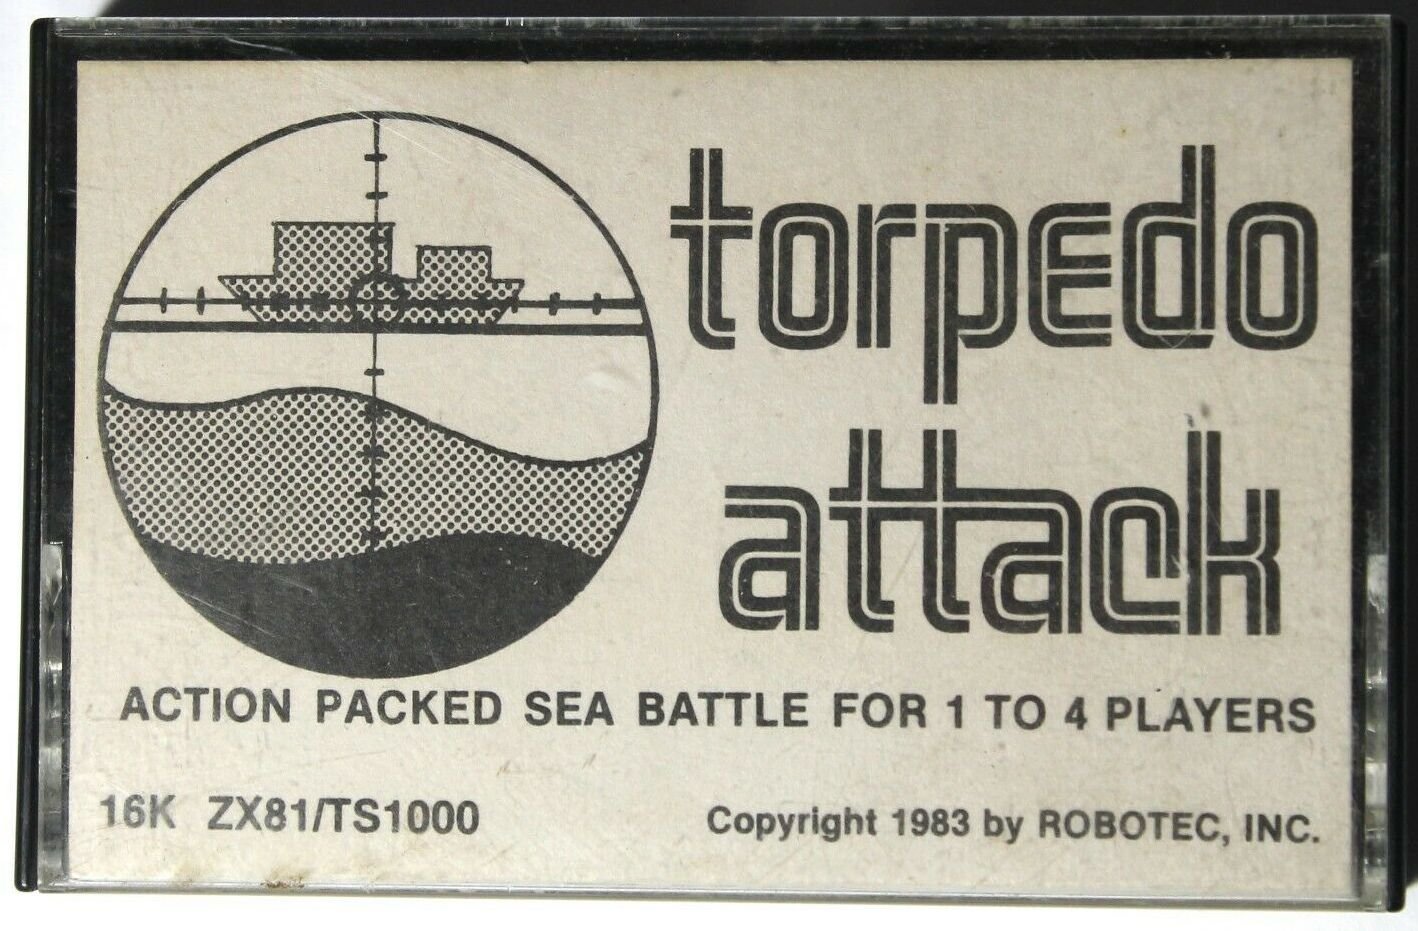 torpedo
attack
ACTION PACKED SEA BATTLE FOR 1 TO 4 PLAYERS
16K ZX81/TS1000
Copyright 1983 by ROBOTEC, INC.